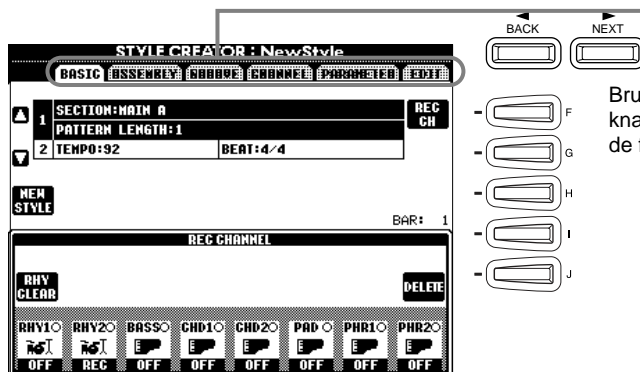 BACK NEXT
STYLE CREATOR : NewStyle
BASIC ASSEMBLY GROOVE CHANNEL PARAMETER EDIT
1 SECTION:MAIN A
PATTERN LENGTH:1
REC CH
2 TEMPO:92 BEAT:4/4
NEW STYLE
BAR: 1
REC CHANNEL
RHY CLEAR
DELETE
RHY1 RHY2 BASS CHD1 CHD2 PAD PHR1 PHR2
OFF REC OFF OFF OFF OFF OFF OFF
F
G
H
I
J
Bru
kna
de f